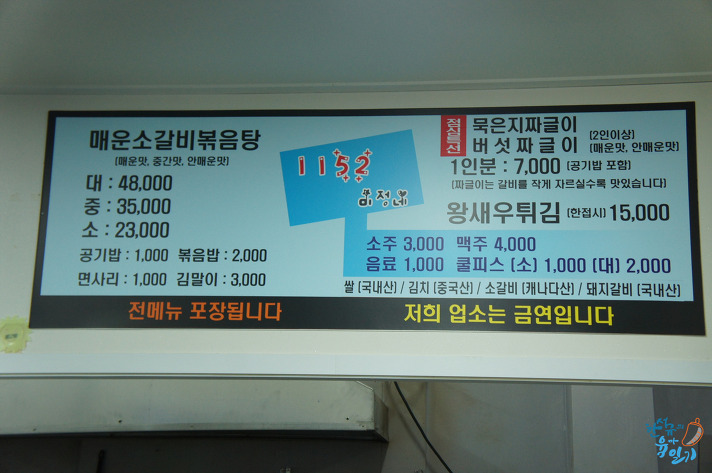 매운소갈비볶음탕
(매운맛, 중간맛, 안매운맛)
대 : 48,000
중 : 35,000
소 : 23,000
공기밥 : 1,000 볶음밥 : 2,000
면사리 : 1,000 김말이 : 3,000
1152
미정네
점심특선
묵은지짜글이 (2인이상)
버섯짜글이 (매운맛, 안매운맛)
1인분 : 7,000 (공기밥 포함)
(짜글이는 갈비를 작게 자르실수록 맛있습니다)
왕새우튀김 (한접시) 15,000
소주 3,000 맥주 4,000
음료 1,000 쿨피스 (소) 1,000 (대) 2,000
쌀 (국내산) / 김치 (중국산) / 소갈비 (캐나다산) / 돼지갈비 (국내산)
전메뉴 포장됩니다
저희 업소는 금연입니다